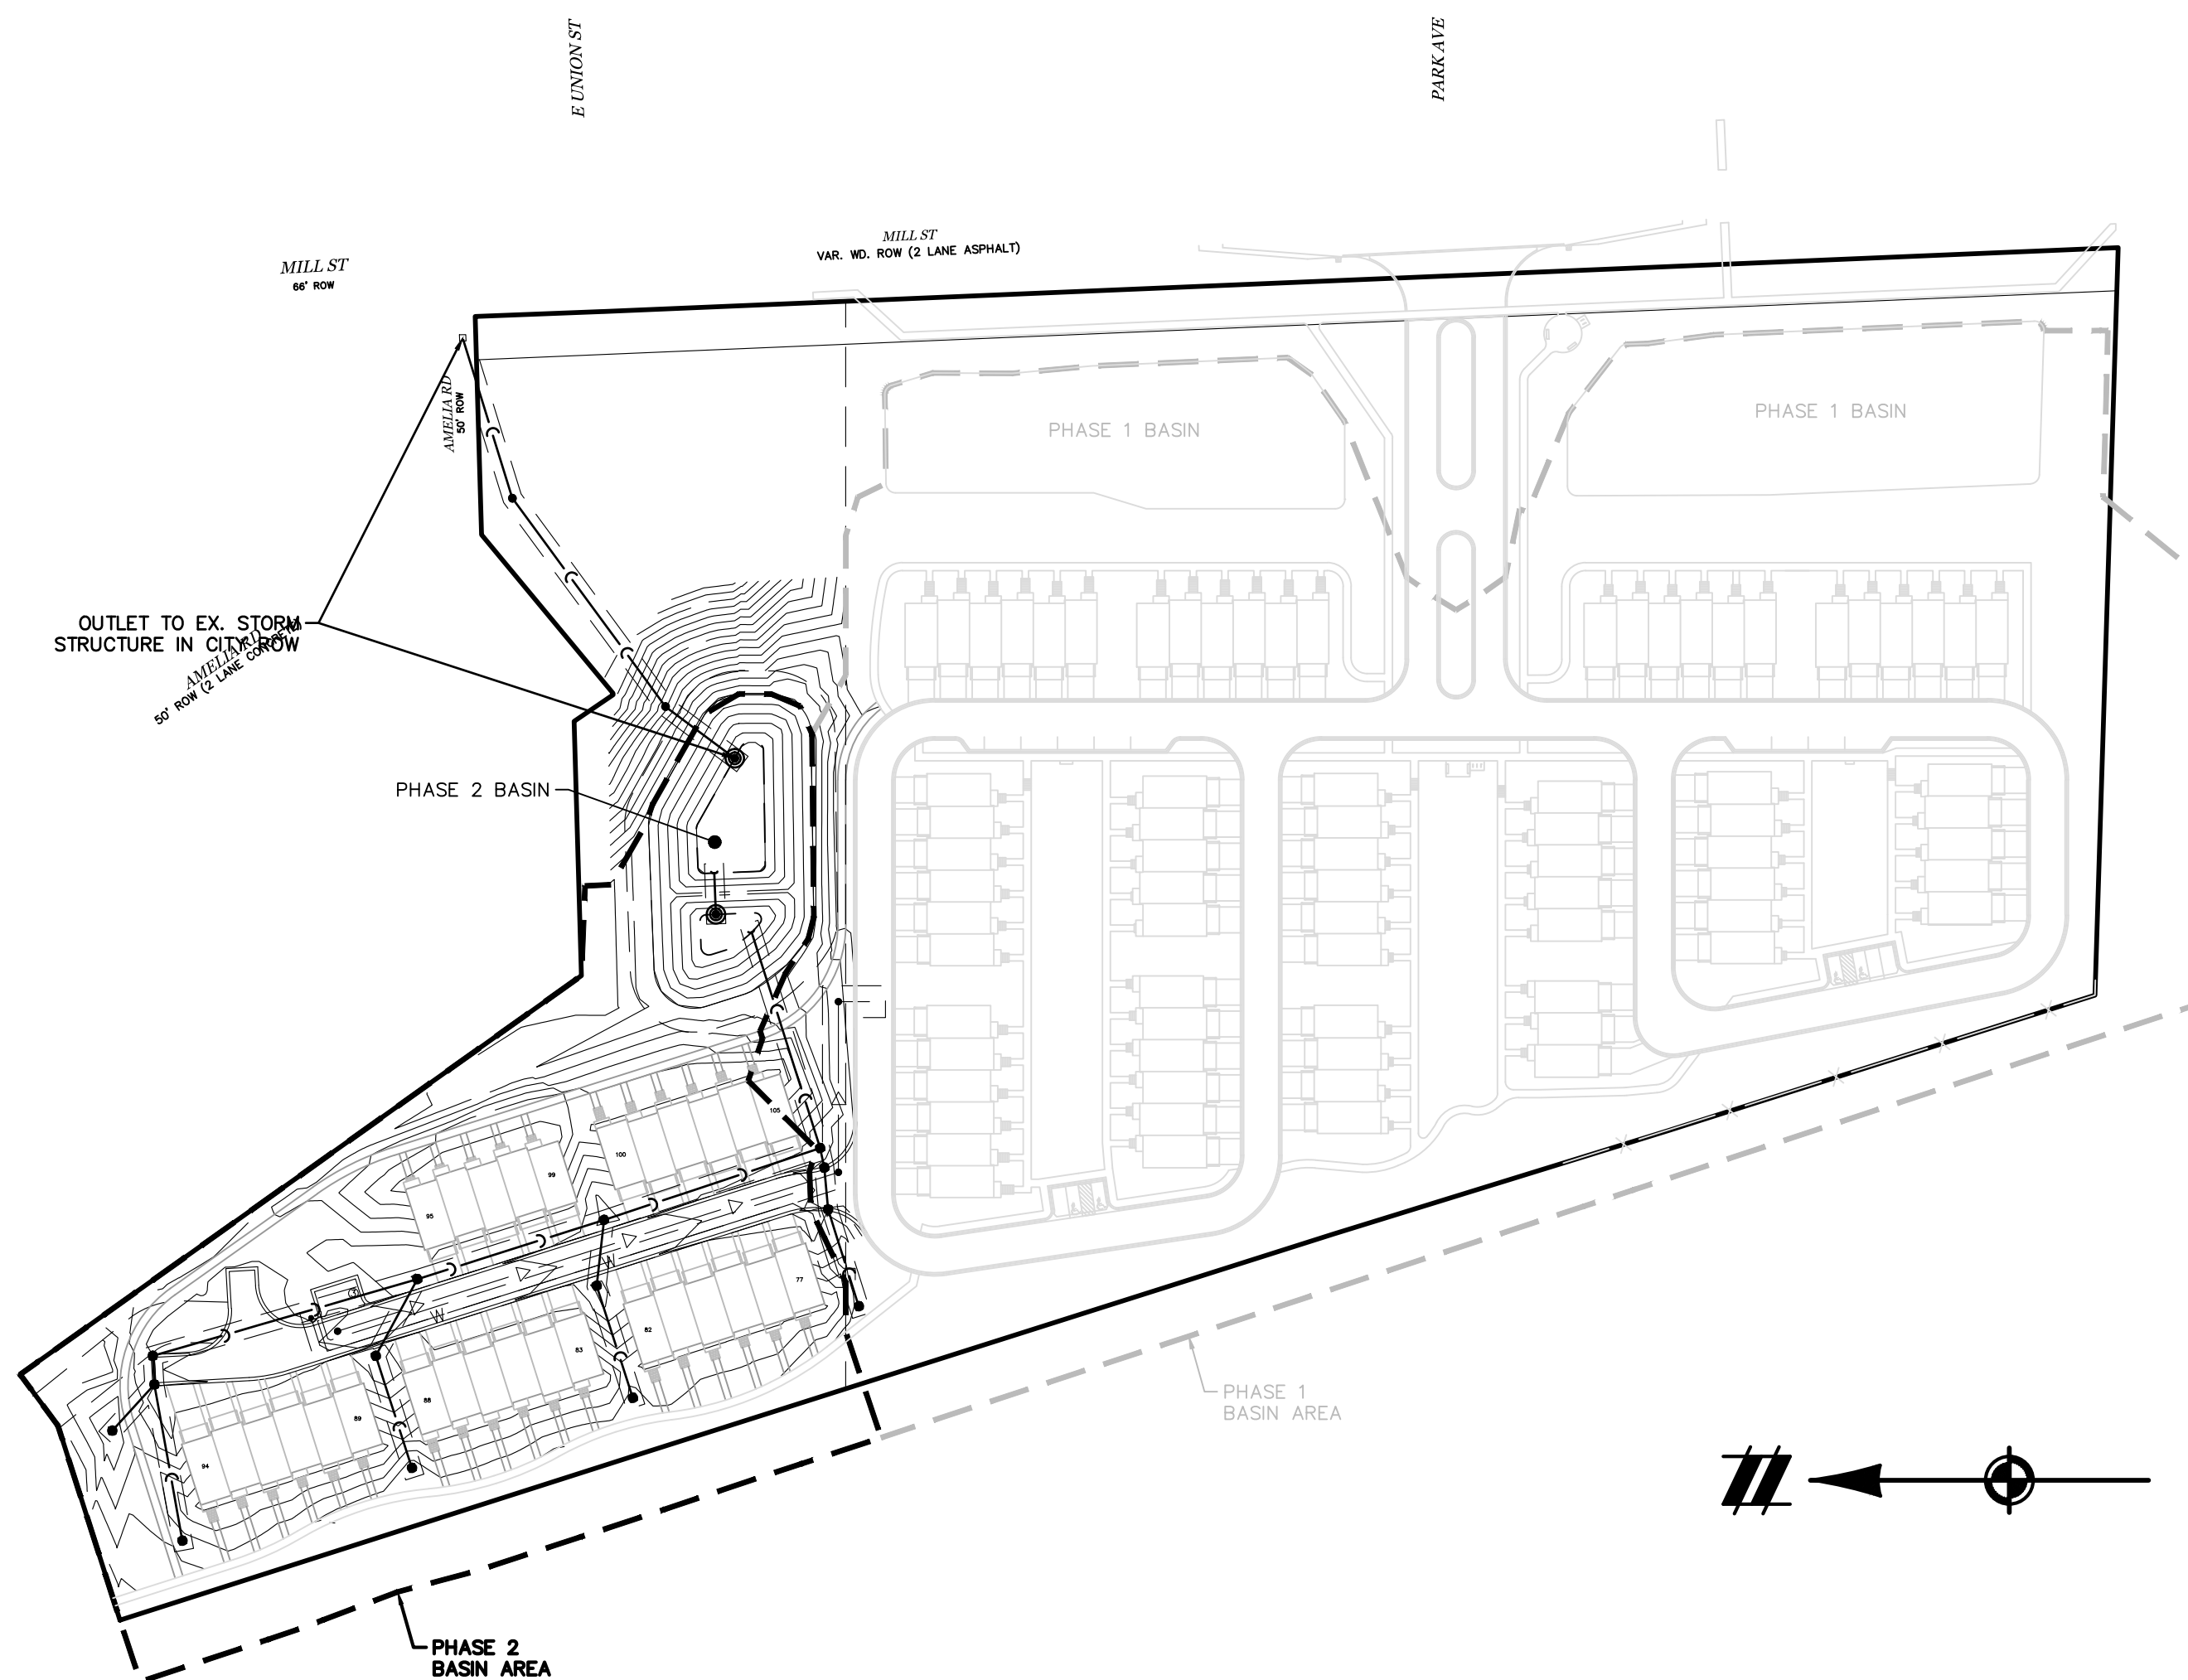 E UNION ST
PARK AVE
MILL ST
VAR. WD. ROW (2 LANE ASPHALT)
MILL ST
66' ROW
AMELIA RD
50' ROW
PHASE 1 BASIN
PHASE 1 BASIN
OUTLET TO EX. STORM
STRUCTURE IN CITY ROW
AMELIA RD
50' ROW (2 LANE CONCRETE)
PHASE 2 BASIN
105
100
99
95
77
82
83
88
89
94
W
W
PHASE 1
BASIN AREA
PHASE 2
BASIN AREA